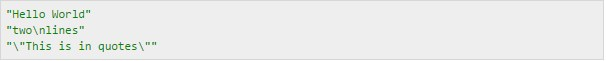 "Hello World"
"two\nlines"
"\"This is in quotes\""